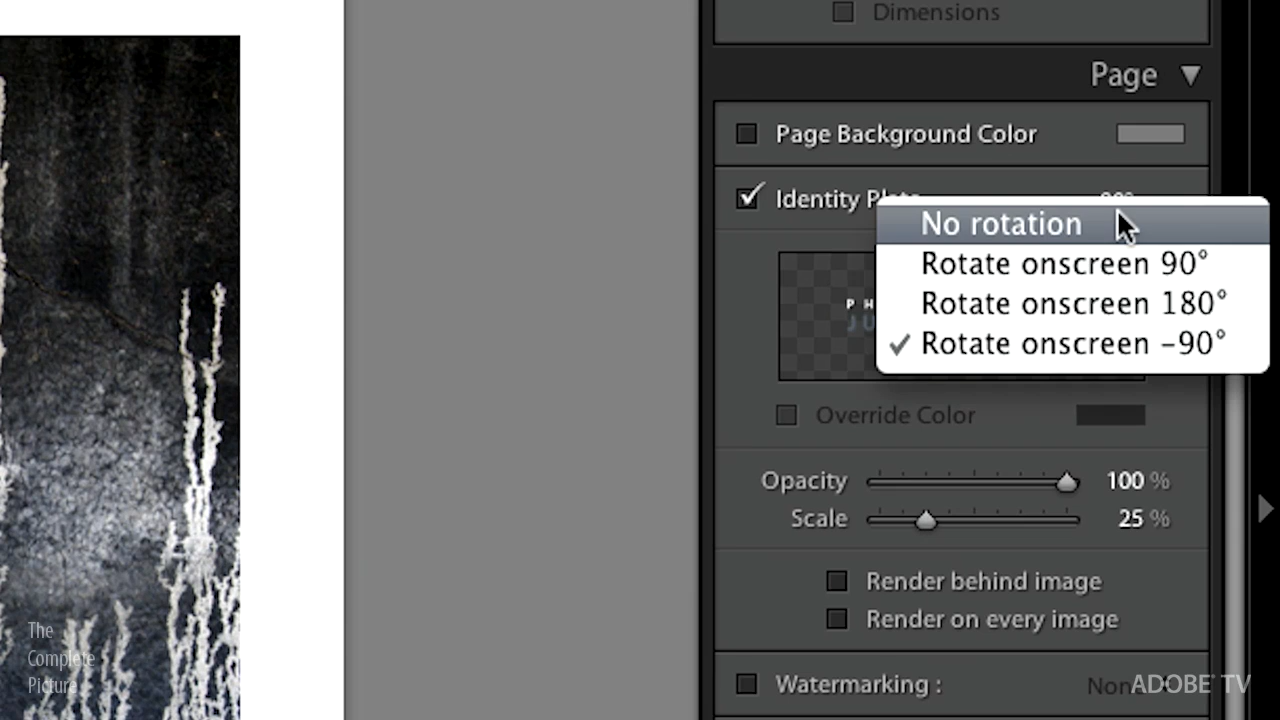 Dimensions
Page
Page Background Color
Identity Plate
No rotation
Rotate onscreen 90°
Rotate onscreen 180°
Rotate onscreen –90°
P H
J U
Override Color
Opacity 100 %
Scale 25 %
Render behind image
Render on every image
Watermarking :
The
Complete
Picture
ADOBE TV